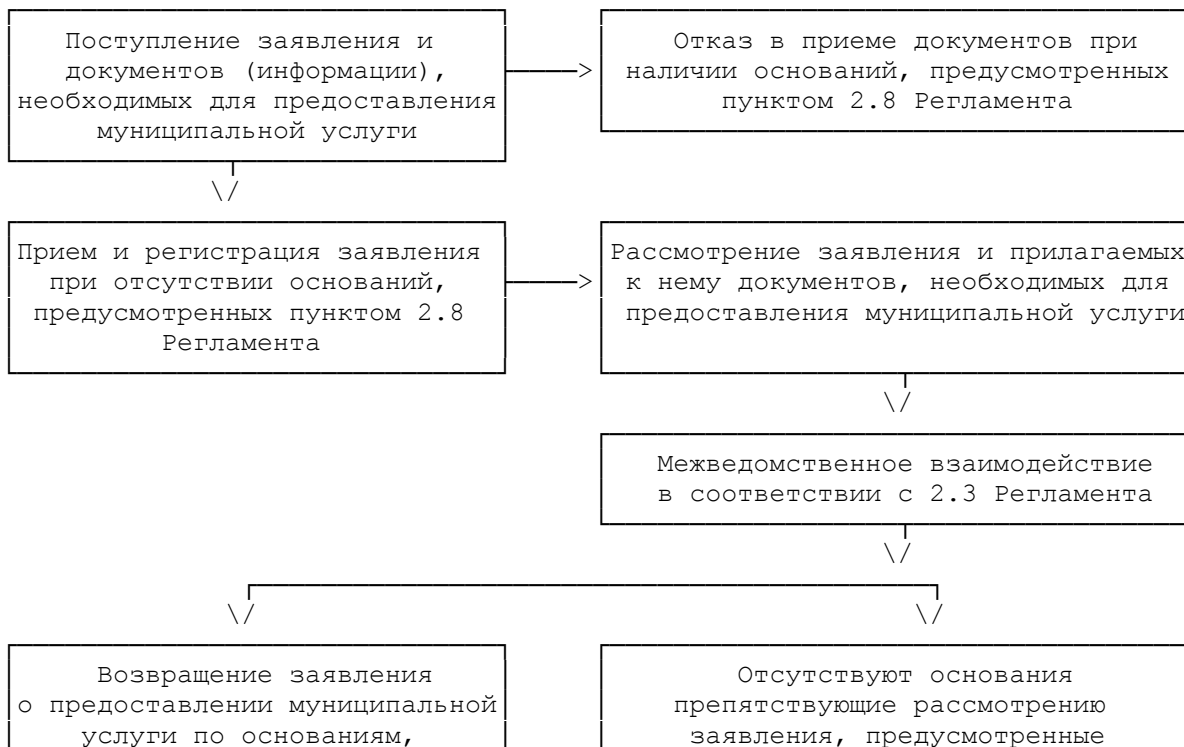 Поступление заявления и
документов (информации),
необходимых для предоставления
муниципальной услуги
Отказ в приеме документов при
наличии оснований, предусмотренных
пунктом 2.8 Регламента
Прием и регистрация заявления
при отсутствии оснований,
предусмотренных пунктом 2.8
Регламента
Рассмотрение заявления и прилагаемых
к нему документов, необходимых для
предоставления муниципальной услуги
Межведомственное взаимодействие
в соответствии с 2.3 Регламента
Возвращение заявления
о предоставлении муниципальной
услуги по основаниям,
Отсутствуют основания
препятствующие рассмотрению
заявления, предусмотренные